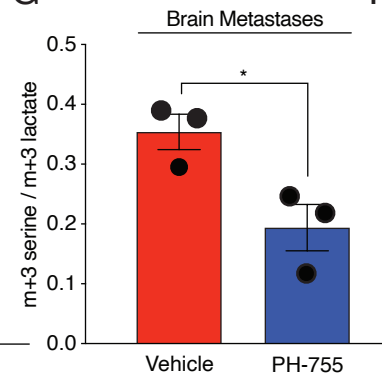 Brain Metastases
*
0.5
0.4
0.3
0.2
0.1
0.0
m+3 serine / m+3 lactate
Vehicle PH-755